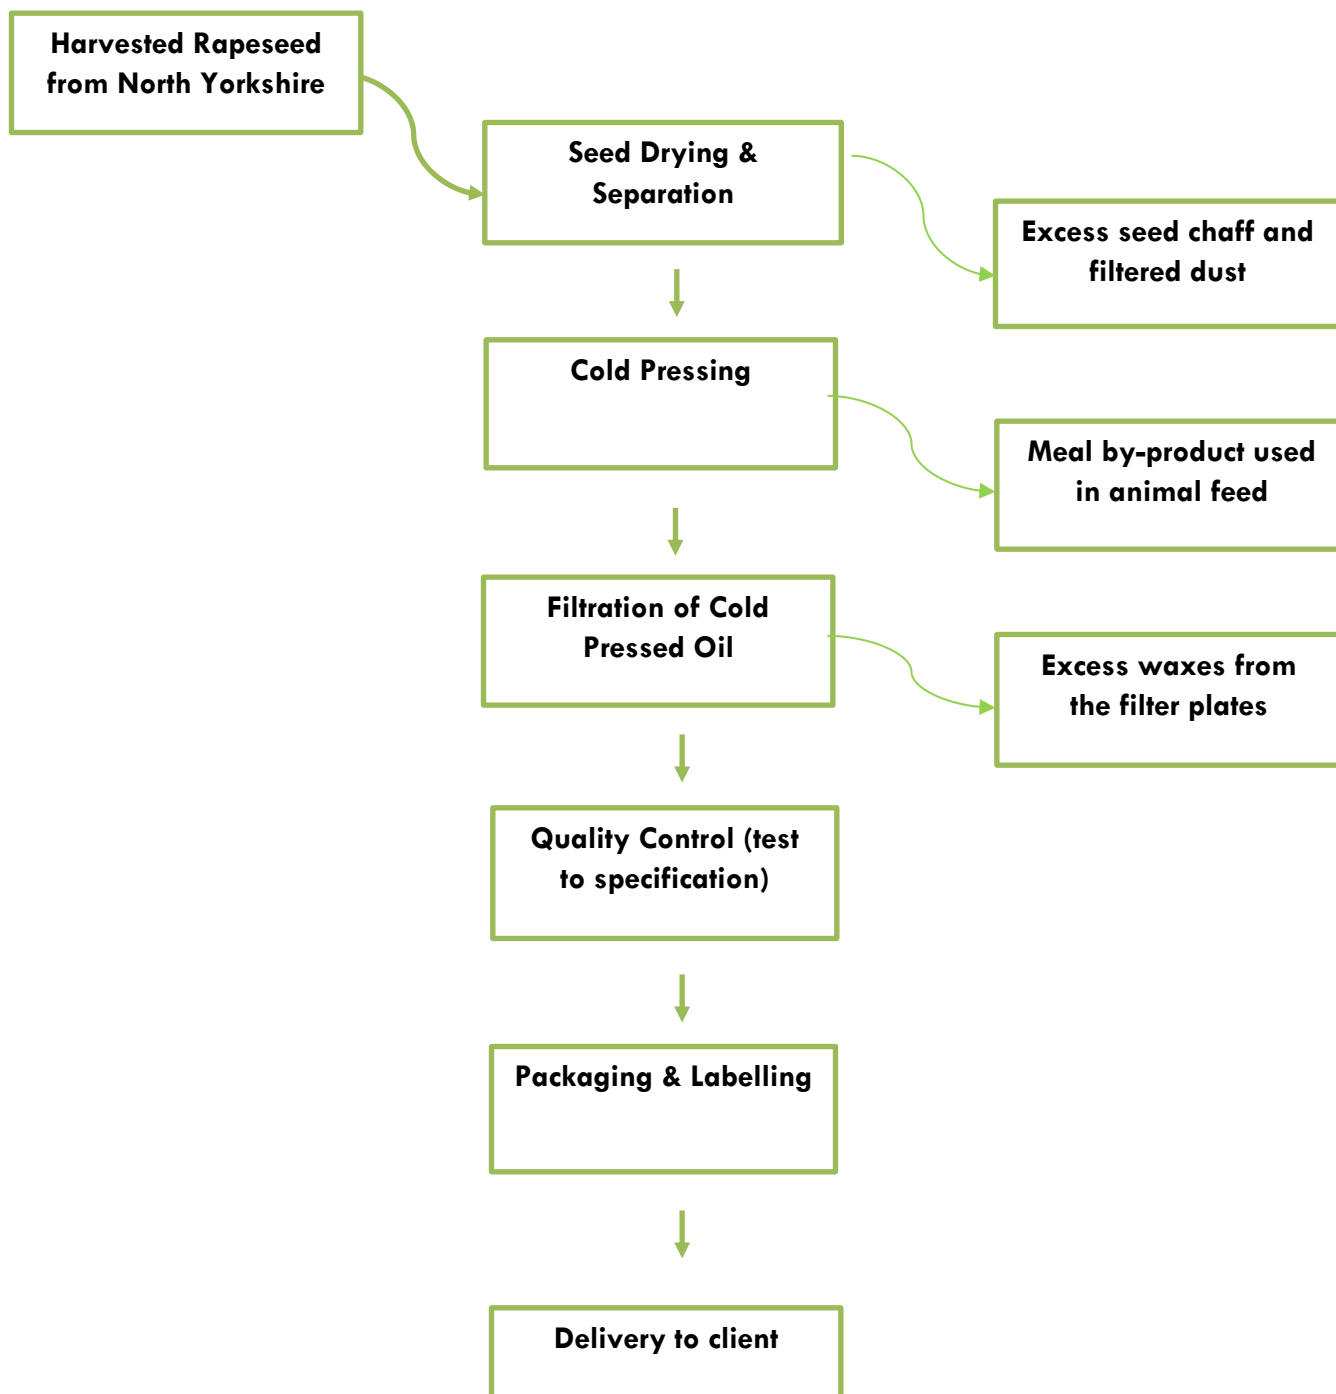 Harvested Rapeseed
from North Yorkshire
Seed Drying &
Separation
Excess seed chaff and
filtered dust
Cold Pressing
Meal by-product used
in animal feed
Filtration of Cold
Pressed Oil
Excess waxes from
the filter plates
Quality Control (test
to specification)
Packaging & Labelling
Delivery to client